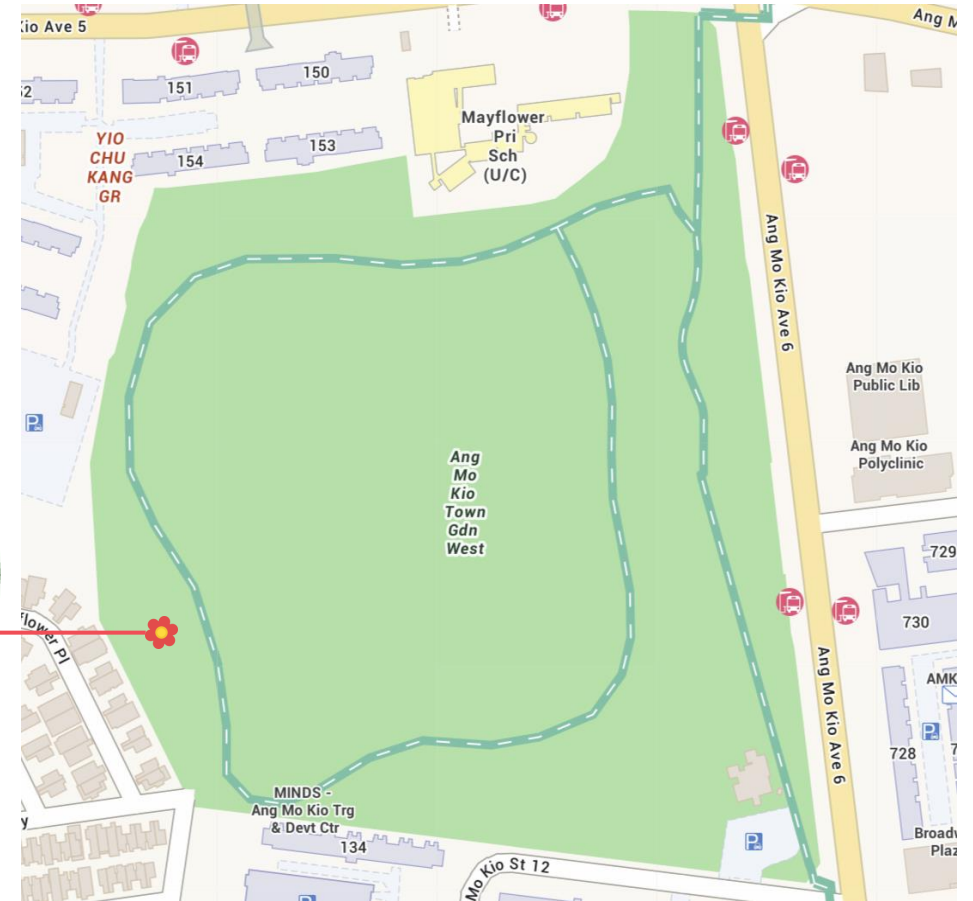 Kio Ave 5
Ang M
150
151
52
Mayflower
Pri
Sch
(U/C)
153
154
YIO
CHU
KANG
GR
Ang Mo Kio Ave 6
Ang Mo Kio
Public Lib
P
Ang Mo Kio
Polyclinic
Ang
Mo
Kio
Town
Gdn
West
729
730
flower Pl
Ang Mo Kio Ave 6
AMK
P
728
7
MINDS -
Ang Mo Kio Trg
& Devt Ctr
y
134
P
Broadw
Plaz
Mo Kio St 12
P